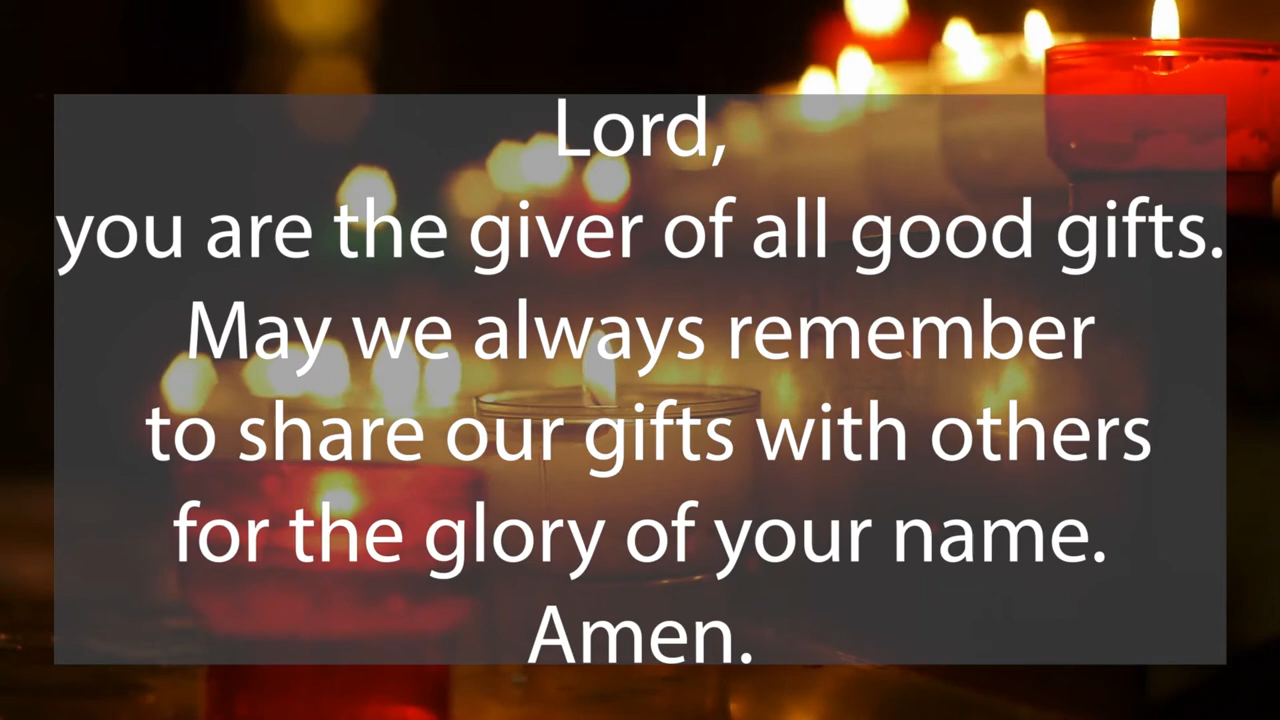 Lord,
you are the giver of all good gifts.
May we always remember
to share our gifts with others
for the glory of your name.
Amen.